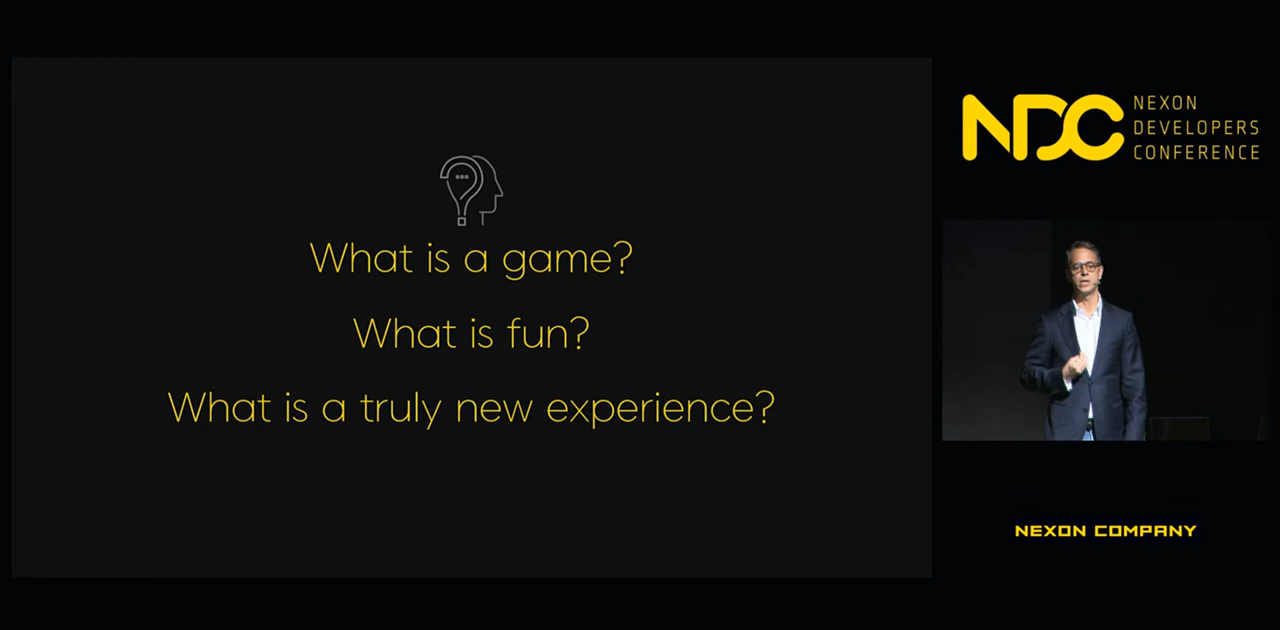 What is a game?
What is fun?
What is a truly new experience?
NDC
NEXON
DEVELOPERS
CONFERENCE
NEXON COMPANY